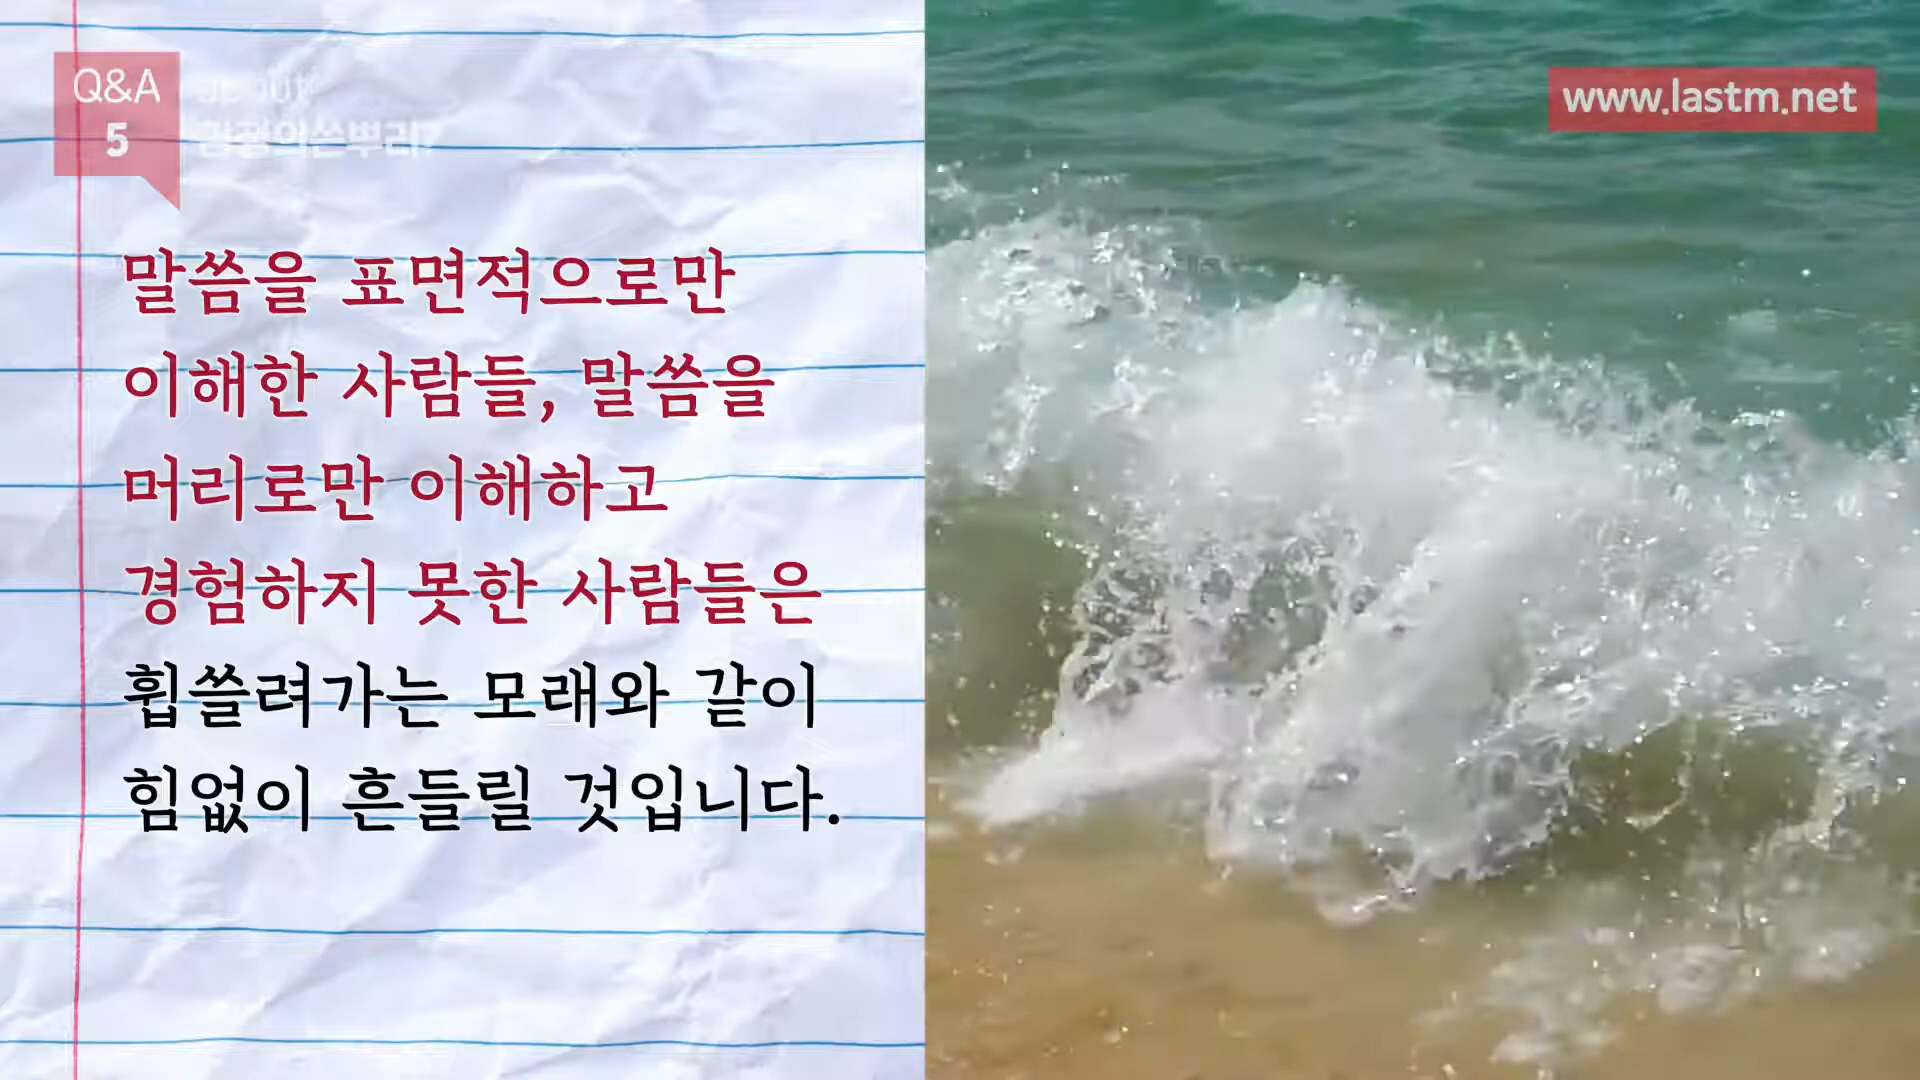 Q&A
5
about
www.lastm.net
말씀을 표면적으로만
이해한 사람들, 말씀을
머리로만 이해하고
경험하지 못한 사람들은
휩쓸려가는 모래와 같이
힘없이 흔들릴 것입니다.